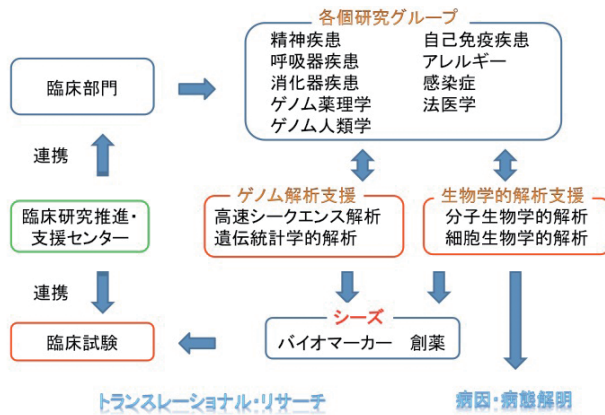 各個研究グループ
精神疾患 自己免疫疾患
呼吸器疾患 アレルギー
消化器疾患 感染症
ゲノム薬理学 法医学
ゲノム人類学
臨床部門
連携
臨床研究推進・
支援センター
連携
臨床試験
ゲノム解析支援
高速シークエンス解析
遺伝統計学的解析
生物学的解析支援
分子生物学的解析
細胞生物学的解析
シーズ
バイオマーカー 創薬
トランスレーショナル・リサーチ
病因・病態解明